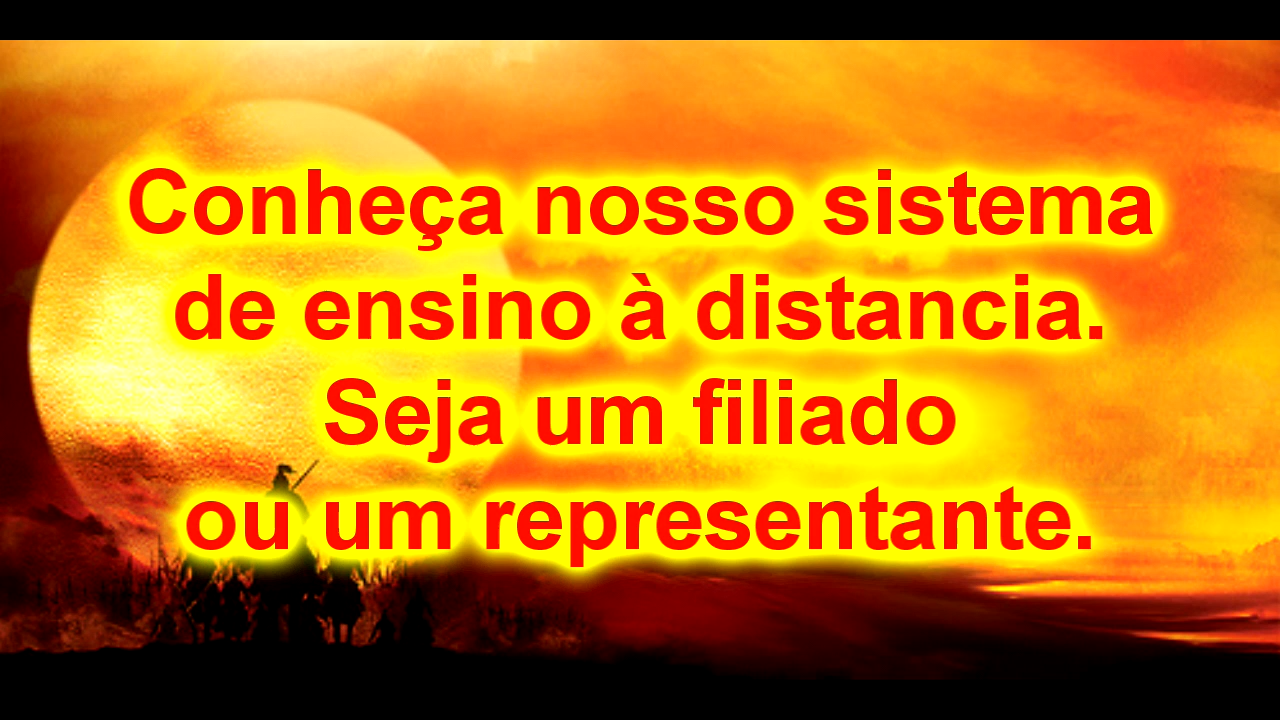 Conheça nosso sistema
de ensino à distancia.
Seja um filiado
ou um representante.